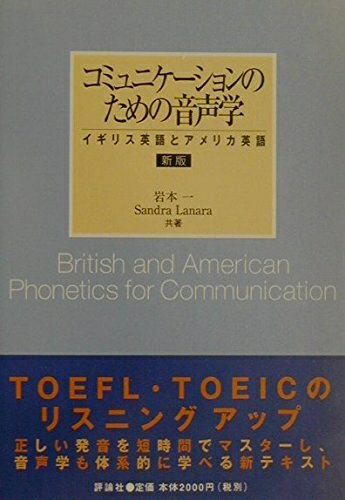 コミュニケーションの
ための音声学
イギリス英語とアメリカ英語
新版
岩本 一
Sandra Lanara
共著
British and American
Phonetics for Communication
TOEFL・TOEICの
リスニング アップ
正しい発音を短時間でマスターし、
音声学も体系的に学べる新テキスト
評論社●定価 本体2000円(税別)